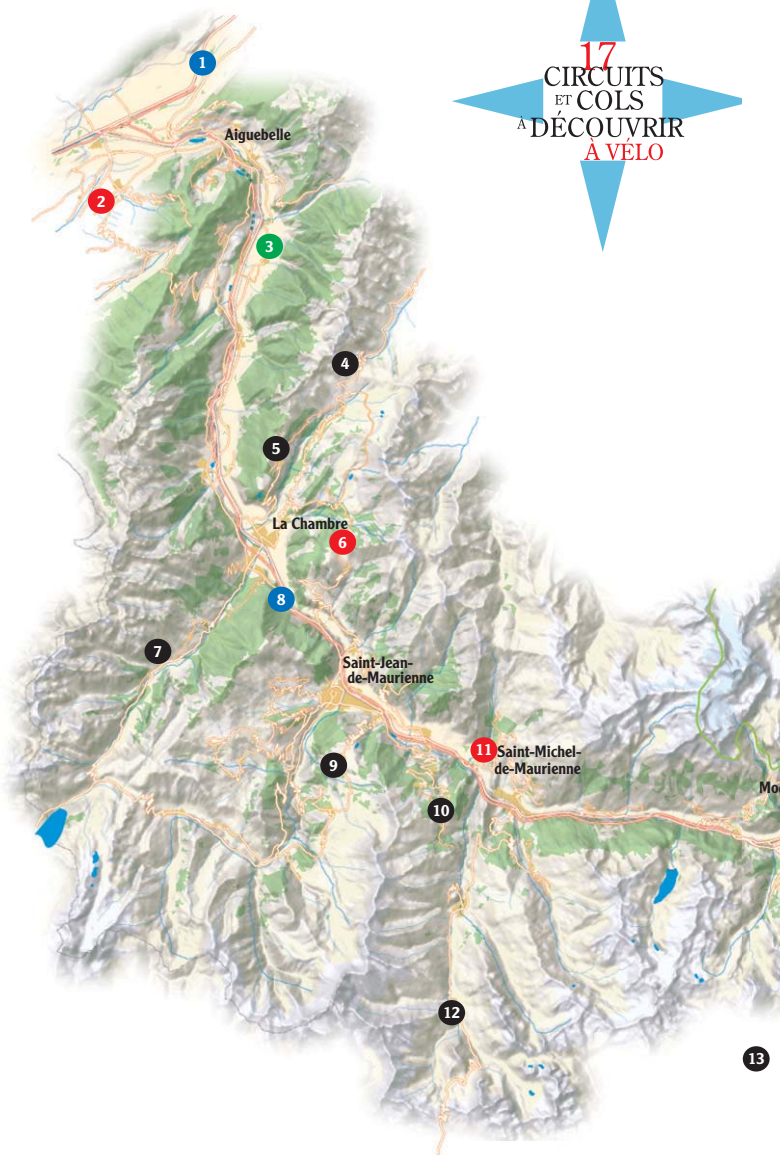 17
CIRCUITS
ET COLS
À DÉCOUVRIR
À VÉLO
1
Aiguebelle
2
3
4
5
La Chambre
6
8
7
Saint-Jean-
de-Maurienne
11
Saint-Michel-
de-Maurienne
9
Mo
10
12
13